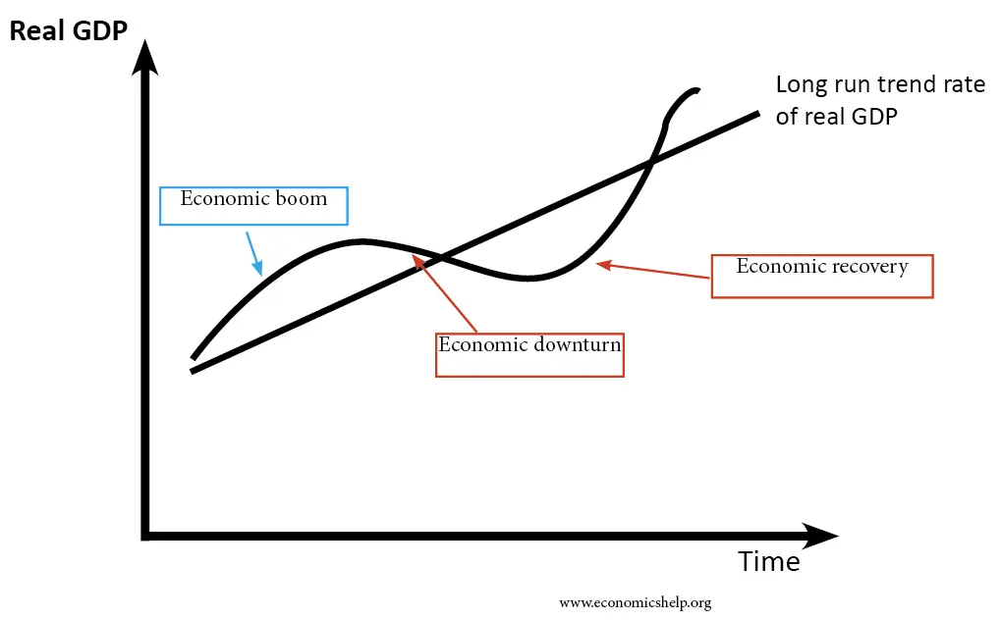 Real GDP
Long run trend rate
of real GDP
Economic boom
Economic recovery
Economic downturn
Time
www.economicshelp.org